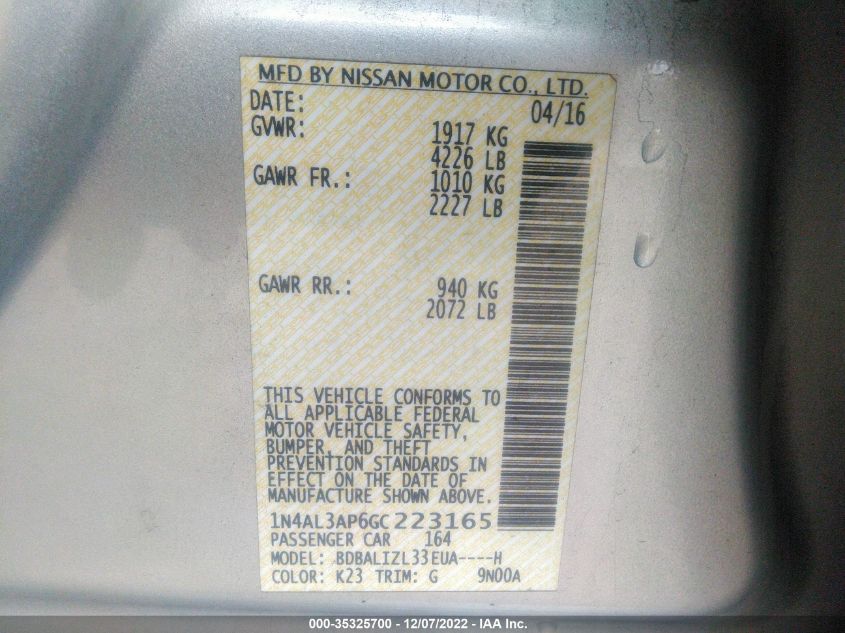 MFD BY NISSAN MOTOR CO., LTD.
DATE: 04/16
GVWR: 1917 KG
4226 LB
GAWR FR.: 1010 KG
2227 LB
GAWR RR.: 940 KG
2072 LB
THIS VEHICLE CONFORMS TO
ALL APPLICABLE FEDERAL
MOTOR VEHICLE SAFETY,
BUMPER, AND THEFT
PREVENTION STANDARDS IN
EFFECT ON THE DATE OF
MANUFACTURE SHOWN ABOVE.
1N4AL3AP6GC223165
PASSENGER CAR 164
MODEL: BDBALIZL33EUA----H
COLOR: K23 TRIM: G 9N00A
000-35325700 - 12/07/2022 - IAA Inc.